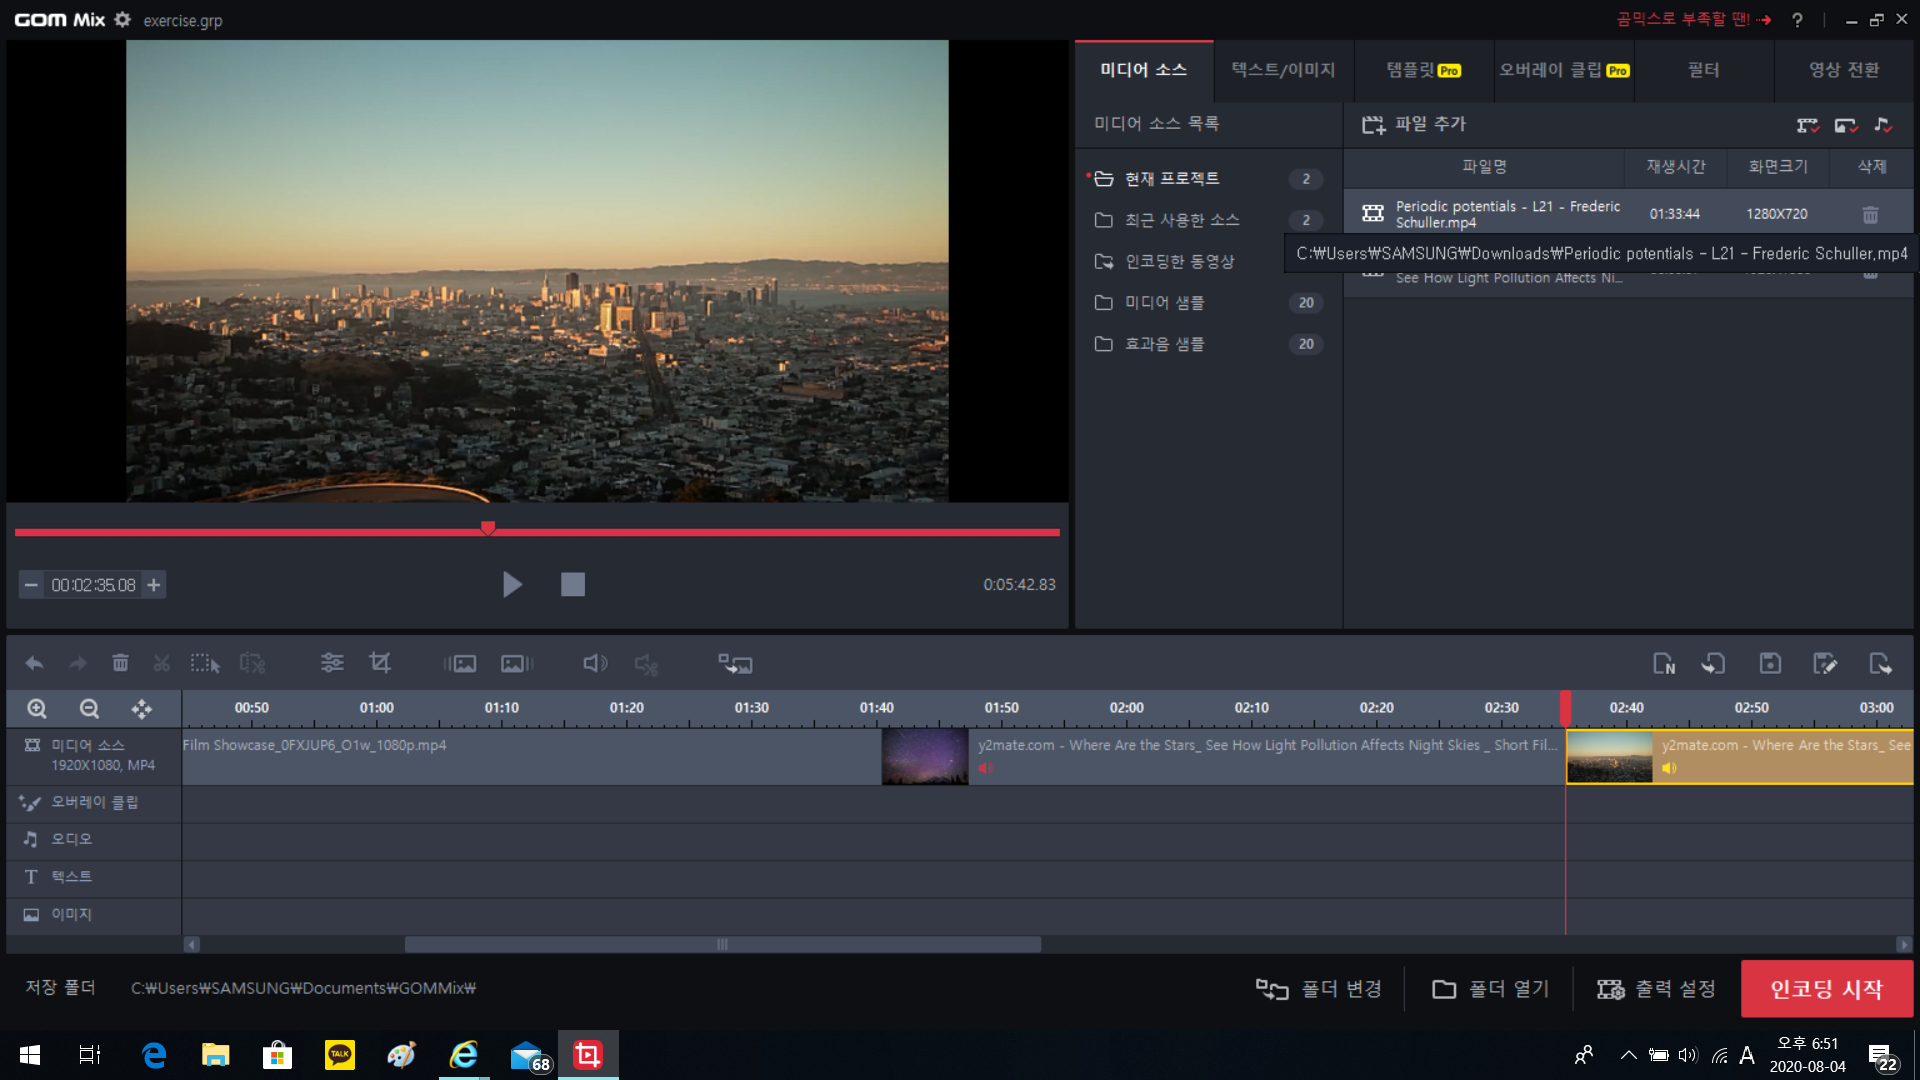 GOM Mix exercise.grp
곰믹스로 부족할 땐! ?
미디어 소스 텍스트/이미지 템플릿 Pro 오버레이 클립 Pro 필터 영상 전환
미디어 소스 목록
파일 추가
파일명 재생시간 화면크기 삭제
현재 프로젝트 2
최근 사용한 소스 2
인코딩한 동영상
미디어 샘플 20
효과음 샘플 20
Periodic potentials - L21 - Frederic
Schuller.mp4
01:33:44 1280X720
C:₩Users₩SAMSUNG₩Downloads₩Periodic potentials - L21 - Frederic Schuller.mp4
See How Light Pollution Affects Ni...
00:02:35.08
0:05:42.83
N
00:50 01:00 01:10 01:20 01:30 01:40 01:50 02:00 02:10 02:20 02:30 02:40 02:50 03:00
미디어 소스
1920X1080, MP4
Film Showcase_0FXJUP6_O1w_1080p.mp4
y2mate.com - Where Are the Stars_ See How Light Pollution Affects Night Skies _ Short Fil...
y2mate.com - Where Are the Stars_ See
오버레이 클립
오디오
T 텍스트
이미지
저장 폴더 C:₩Users₩SAMSUNG₩Documents₩GOMMix₩
폴더 변경 폴더 열기 출력 설정 인코딩 시작
TALK
68
A
오후 6:51
2020-08-04
22